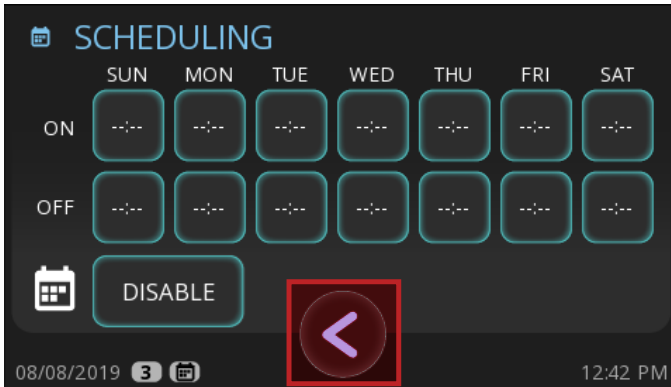 SCHEDULING
SUN MON TUE WED THU FRI SAT
ON --:-- --:-- --:-- --:-- --:-- --:-- --:--
OFF --:-- --:-- --:-- --:-- --:-- --:-- --:--
DISABLE
<
08/08/2019 3 12:42 PM